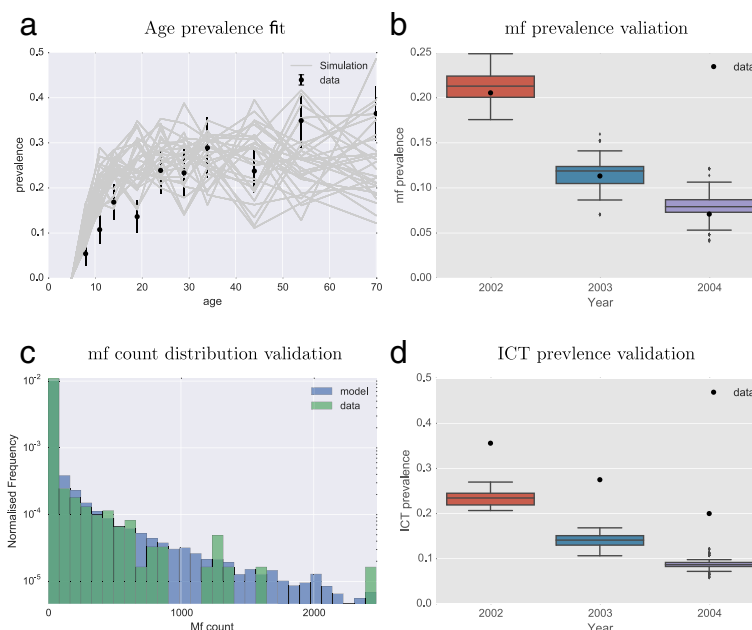 a Age prevalence fit
0.5
0.4
0.3
0.2
0.1
0.0
prevalence
Simulation
data
0 10 20 30 40 50 60 70
age
b mf prevalence valiation
0.25
0.20
0.15
0.10
0.05
0.00
mf prevalence
data
2002 2003 2004
Year
c mf count distribution validation
10-2
10-3
10-4
10-5
Normalised Frequency
model
data
0 1000 2000
Mf count
d ICT prevlence validation
0.5
0.4
0.3
0.2
0.1
0.0
ICT prevalence
data
2002 2003 2004
Year